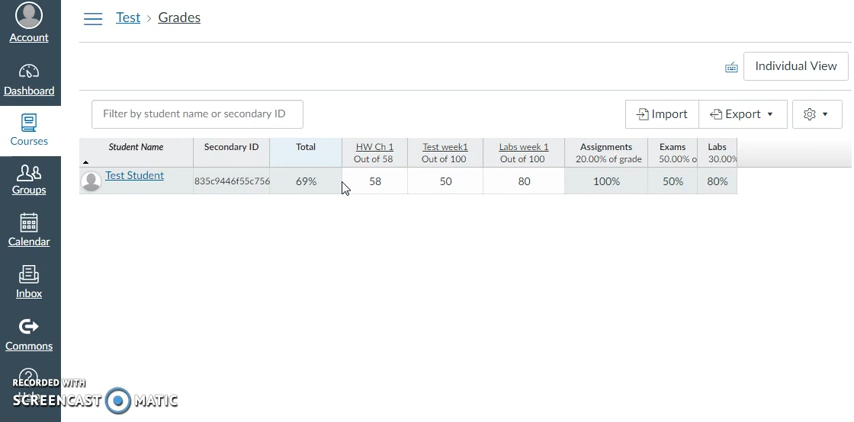 Test > Grades
Account
Individual View
Dashboard
Filter by student name or secondary ID
Import
Export
Courses
Student Name Secondary ID Total HW Ch 1 Test week1 Labs week 1 Assignments Exams Labs
Out of 58 Out of 100 Out of 100 20.00% of grade 50.00% o 30.00%
Test Student 835c9446f55c756 69% 58 50 80 100% 50% 80%
Groups
Calendar
Inbox
Commons
RECORDED WITH
SCREENCAST MATIC